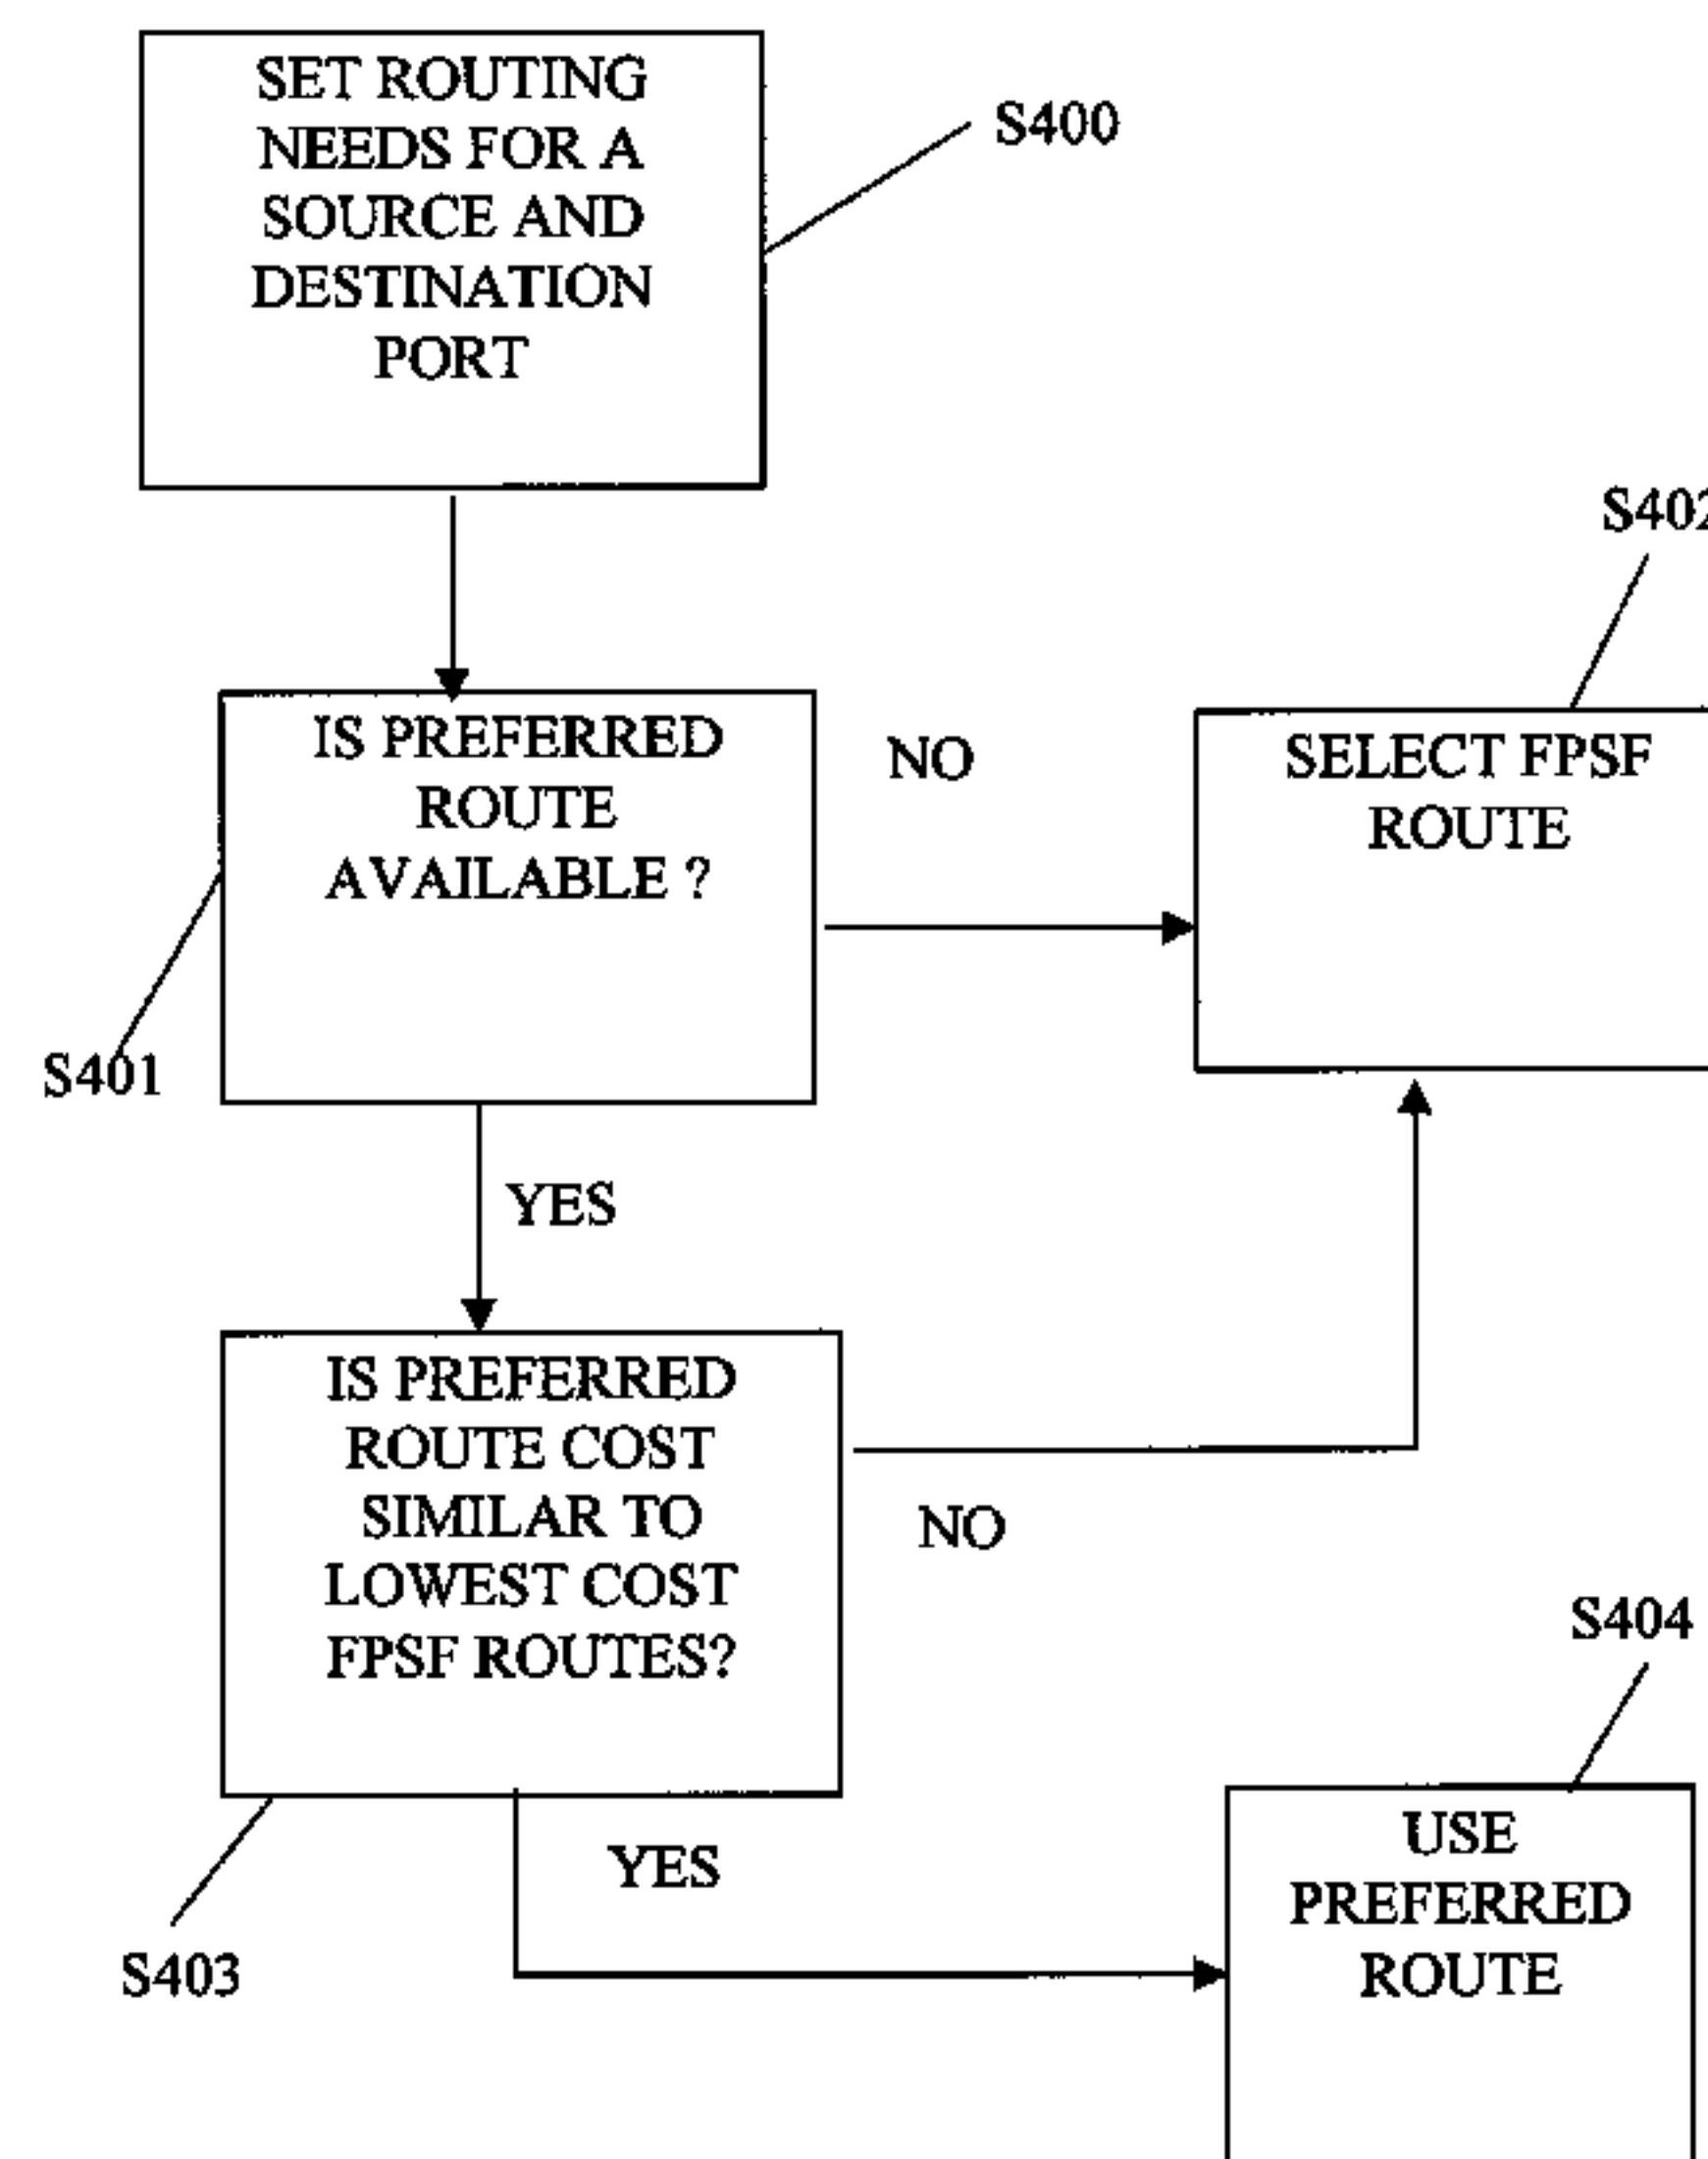 SET ROUTING
NEEDS FOR A
SOURCE AND
DESTINATION
PORT
S400
S402
IS PREFERRED
ROUTE
AVAILABLE ?
NO
SELECT FPSF
ROUTE
S401
YES
IS PREFERRED
ROUTE COST
SIMILAR TO
LOWEST COST
FPSF ROUTES?
NO
S404
YES
USE
PREFERRED
ROUTE
S403